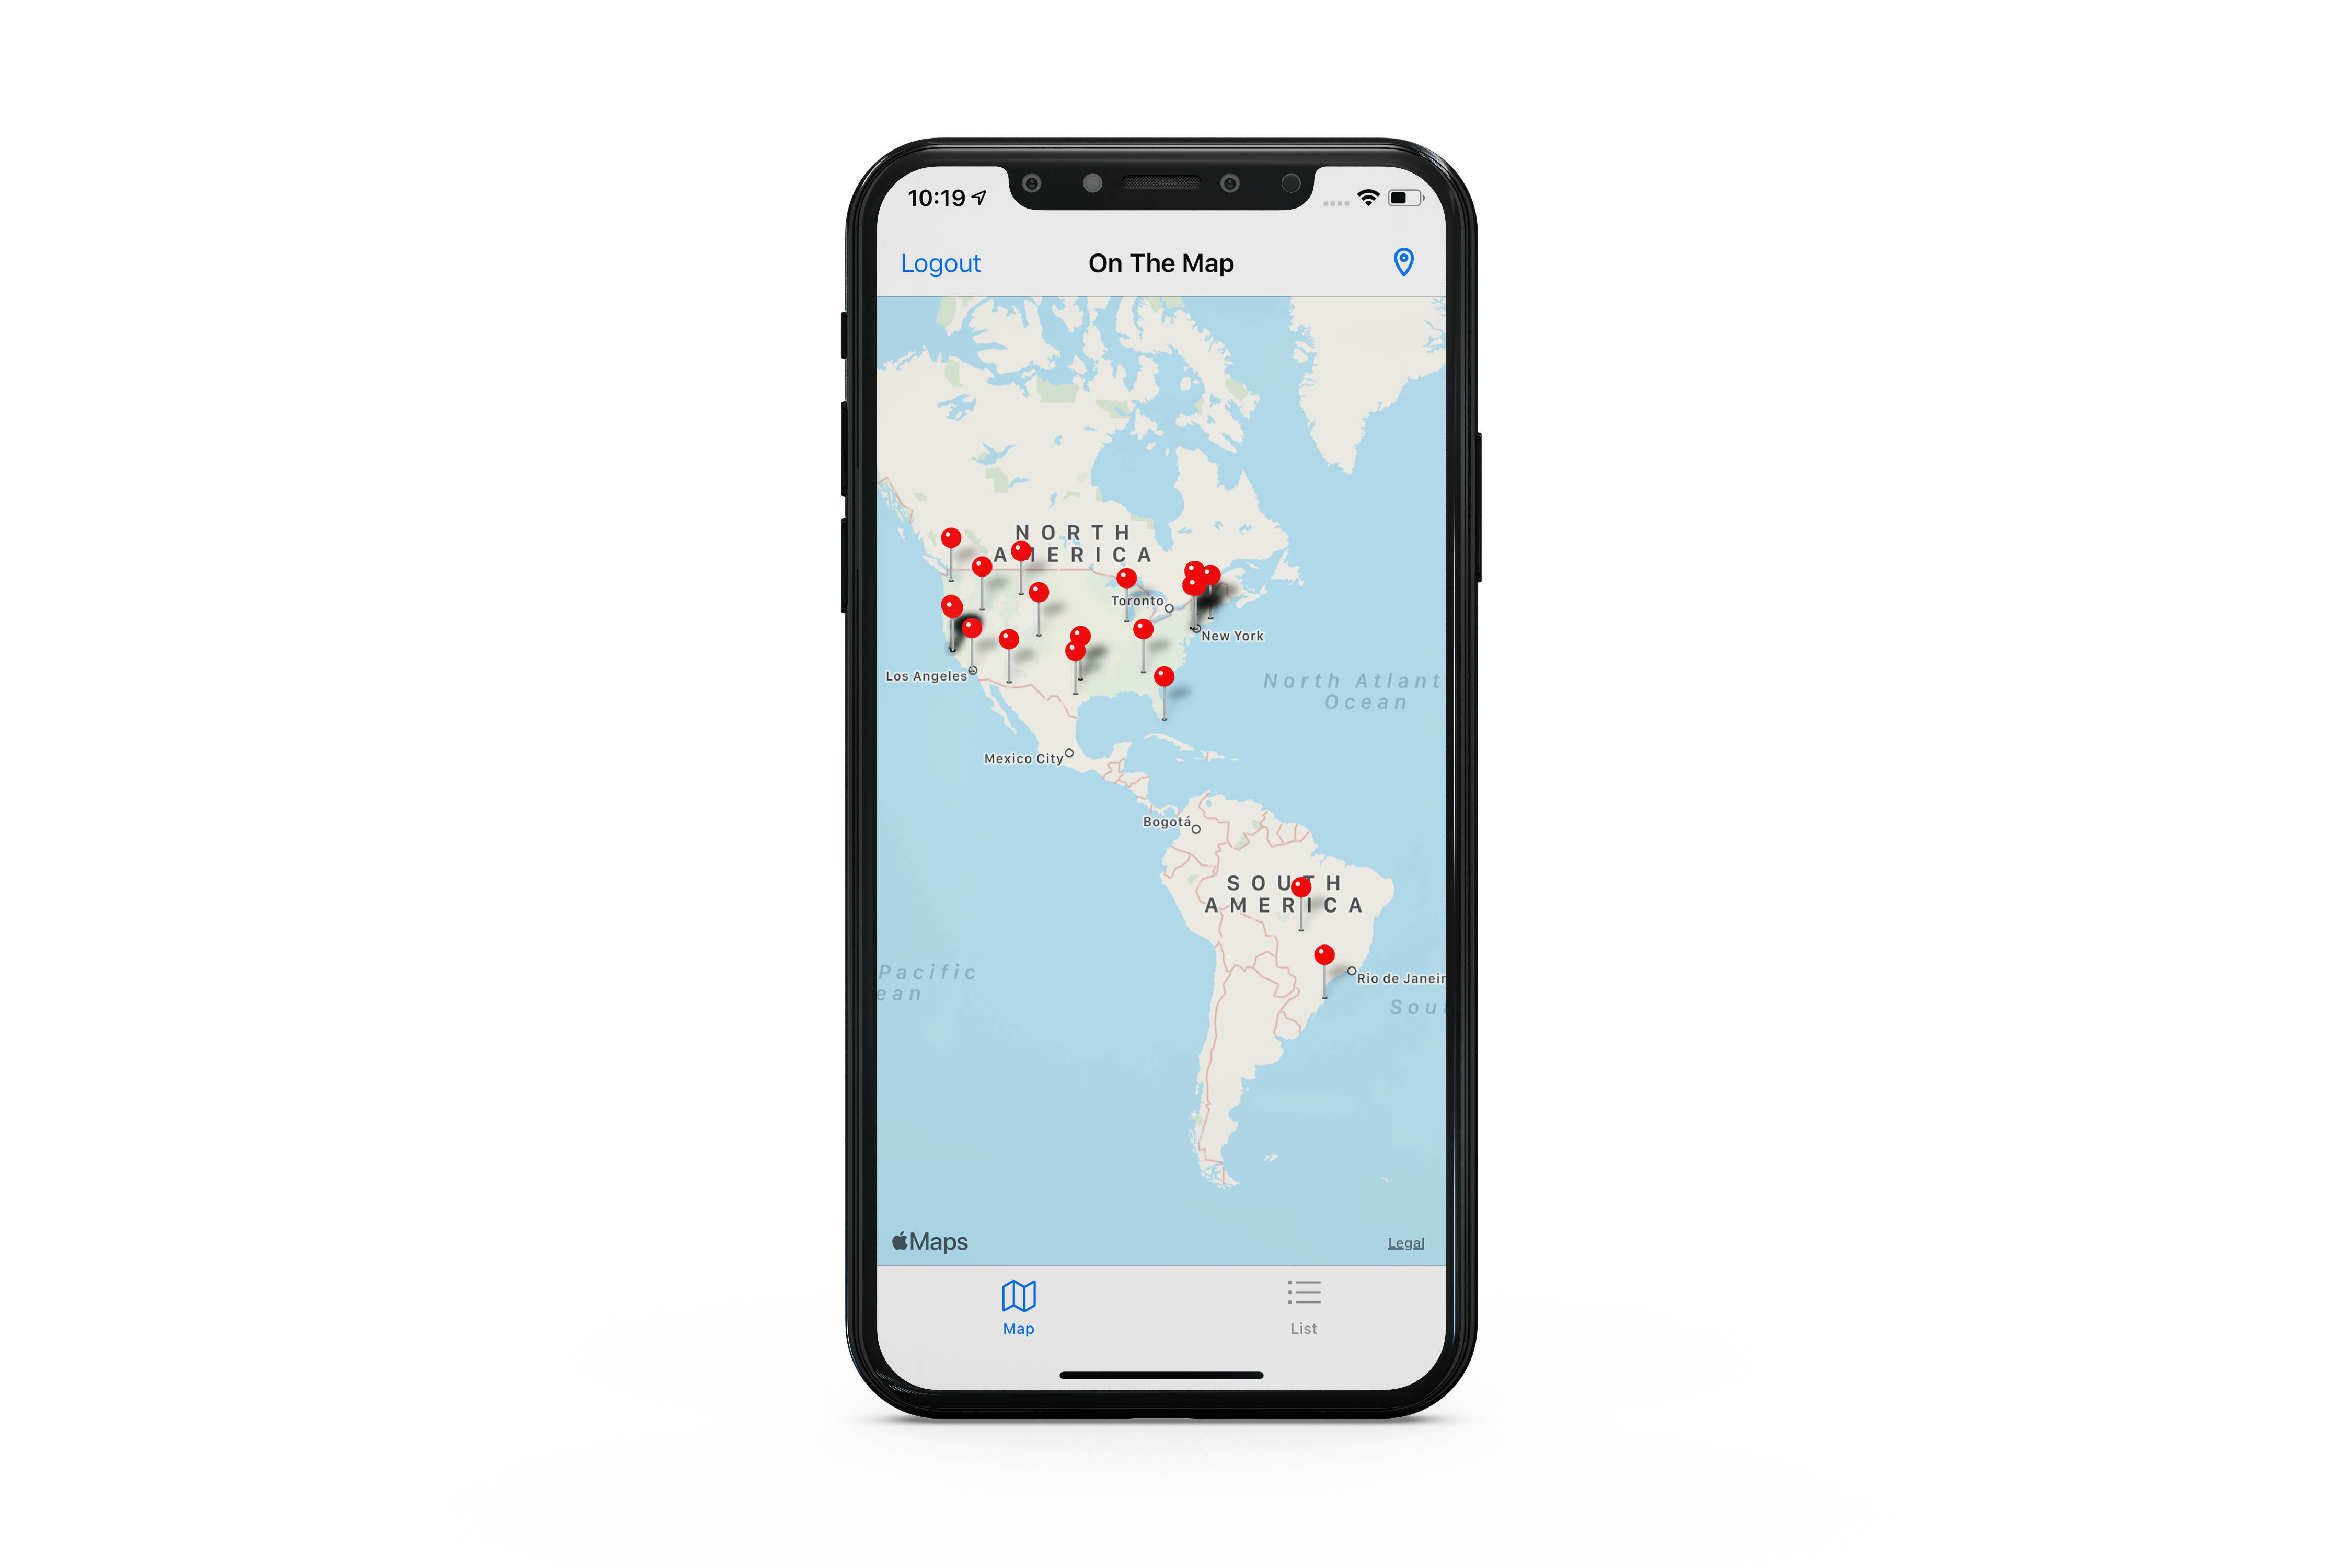 10:19
Logout
On The Map
NORTH
AMERICA
Toronto
New York
Los Angeles
North Atlant
Ocean
Mexico City
Bogotá
SOUTH
AMERICA
Pacific
ean
Rio de Janeir
Sout
Maps
Legal
Map
List